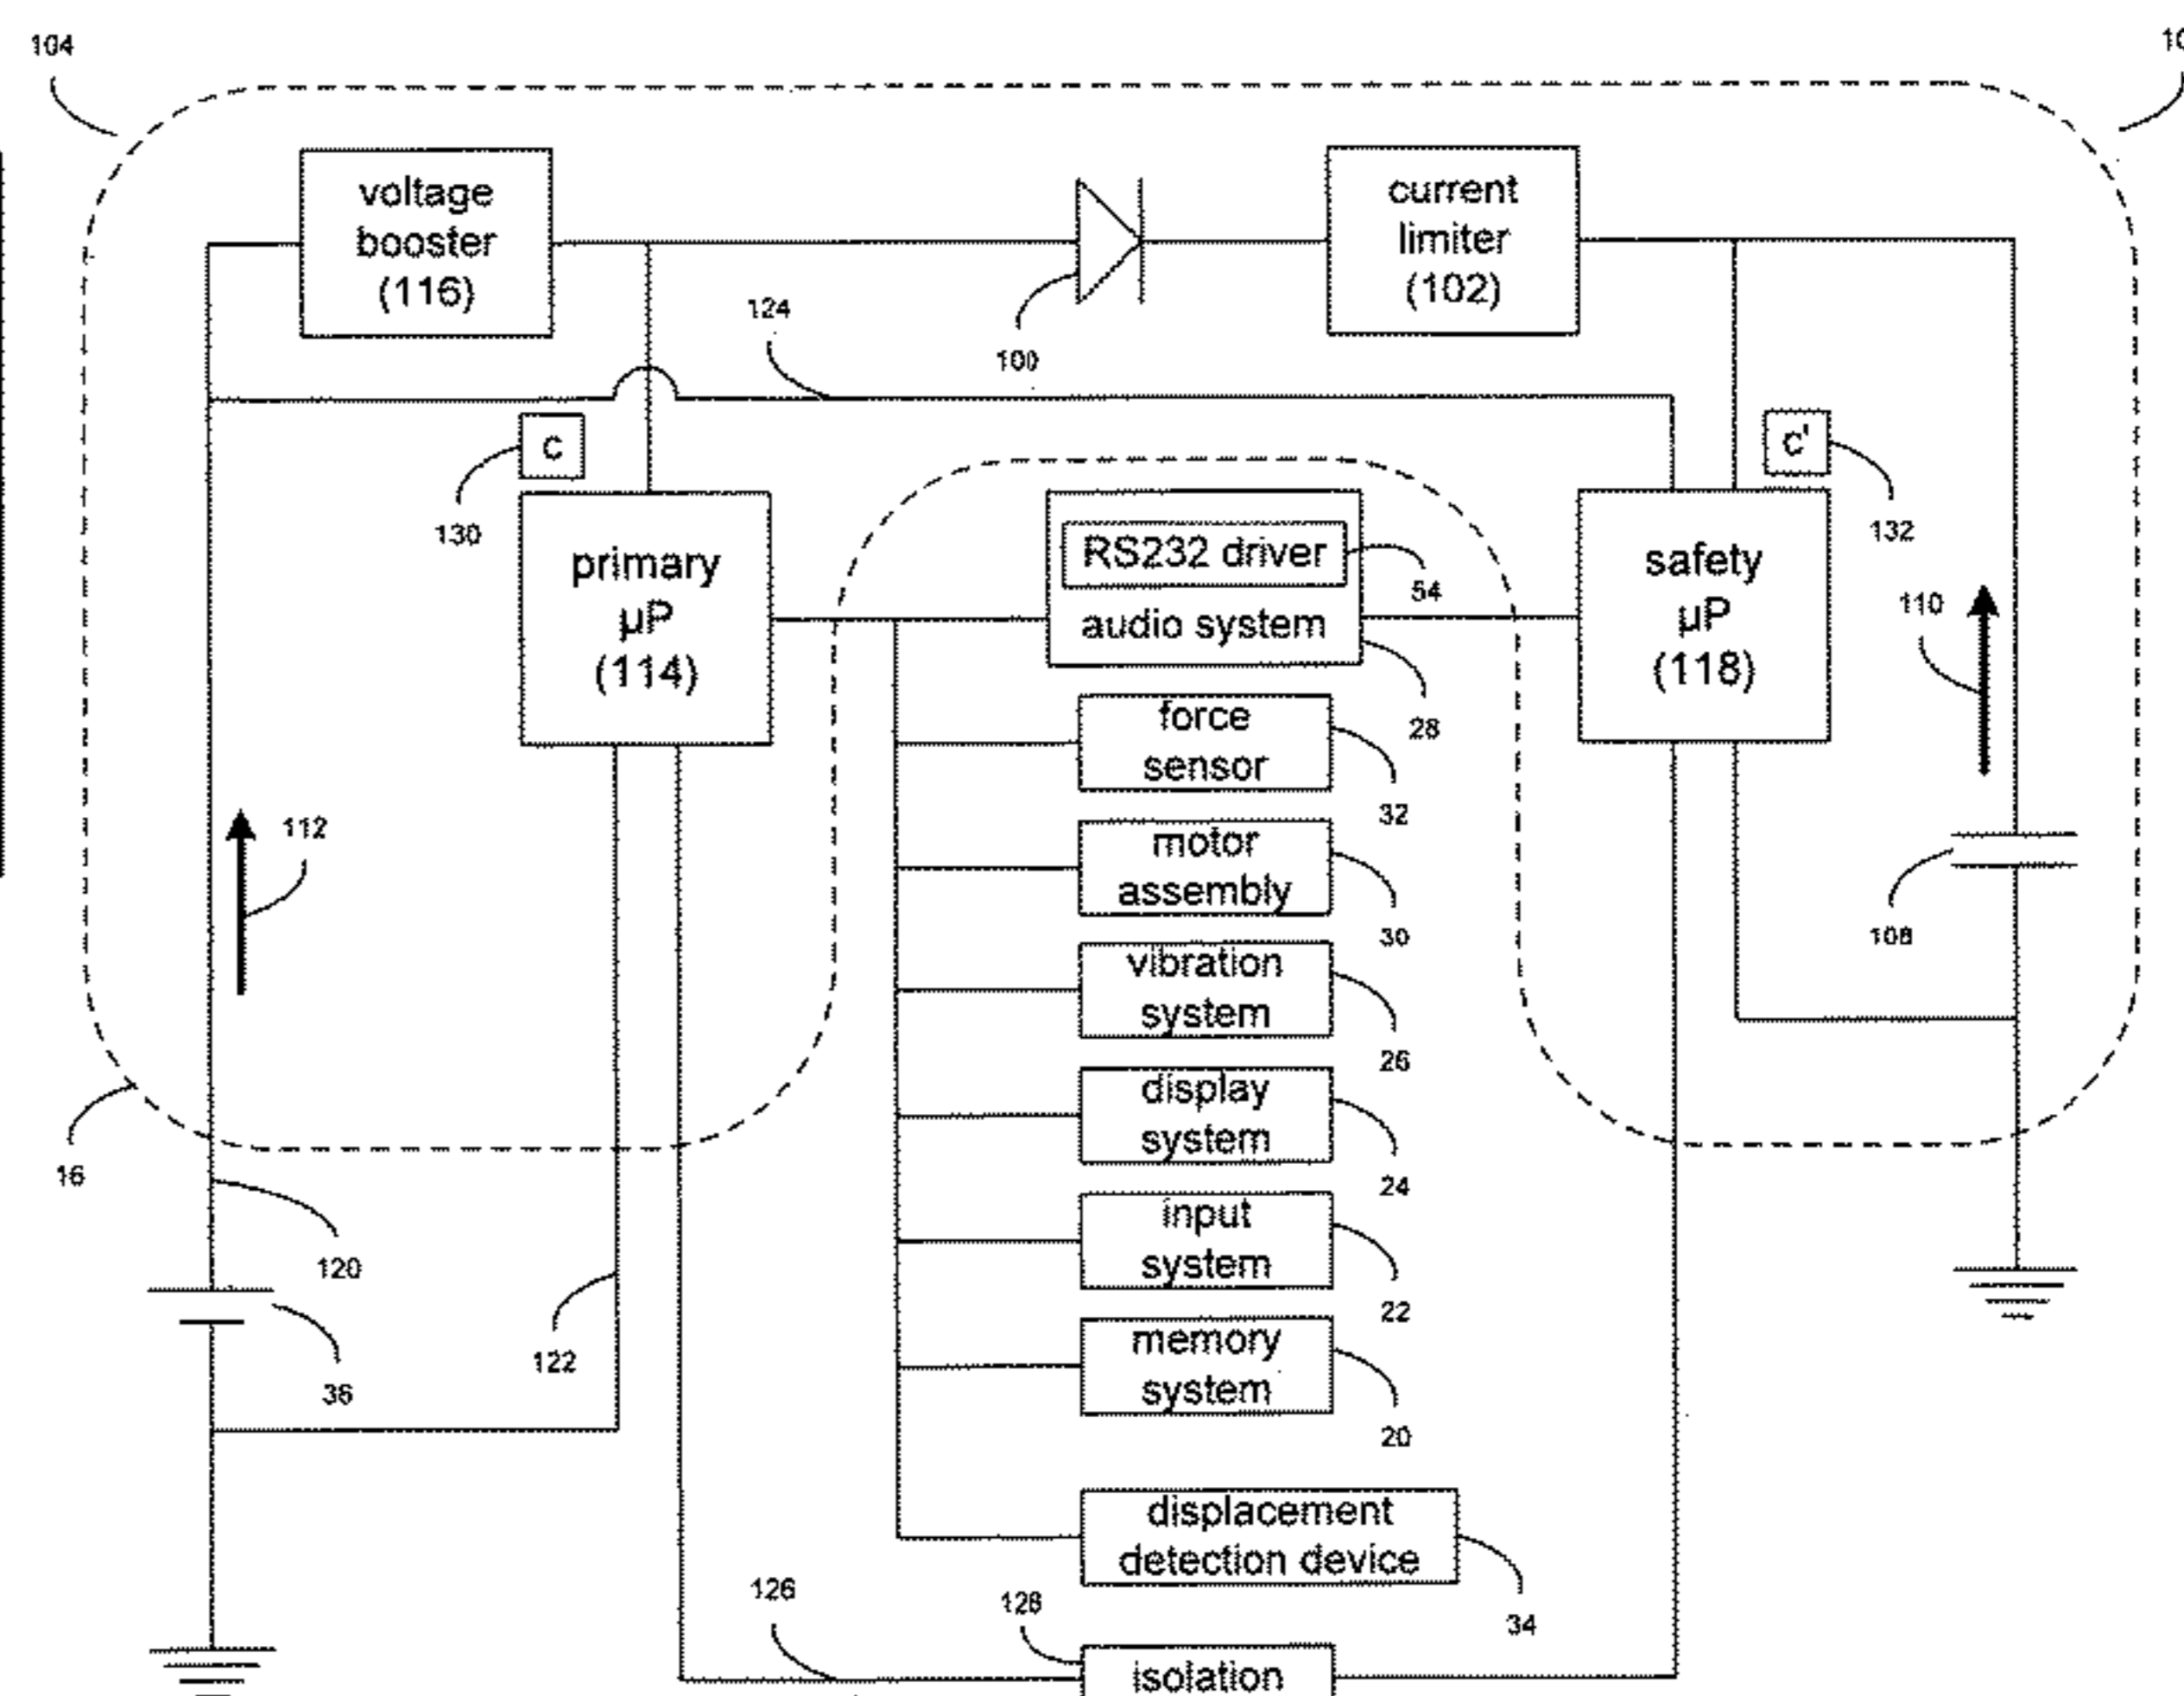 104
10
voltage
booster
(116)
current
limiter
(102)
100
124
C
130
C'
132
primary
µP
(114)
RS232 driver
54
audio system
28
safety
µP
(118)
110
force
sensor
32
112
motor
assembly
30
108
vibration
system
26
display
system
24
16
input
system
22
120
36
122
memory
system
20
displacement
detection device
34
126
128
isolation